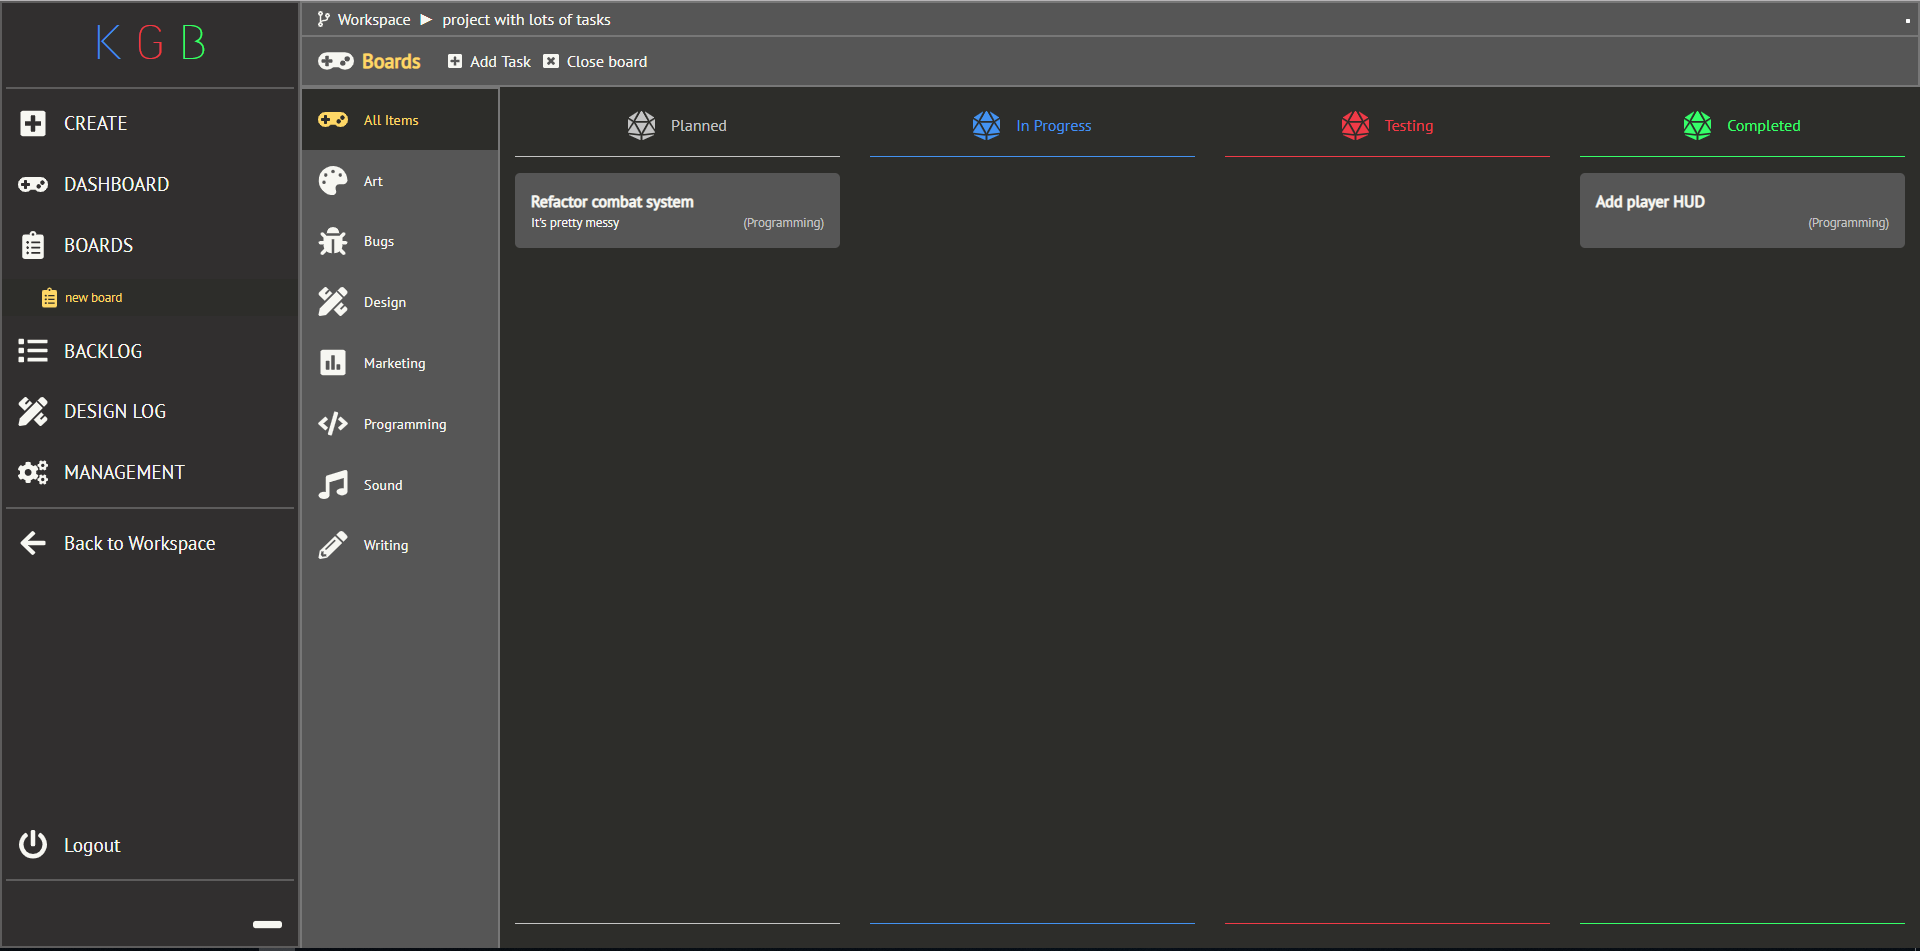 K G B
CREATE
DASHBOARD
BOARDS
new board
BACKLOG
DESIGN LOG
MANAGEMENT
Back to Workspace
Logout
Workspace ▶ project with lots of tasks
Boards Add Task Close board
All Items
Art
Bugs
Design
Marketing
Programming
Sound
Writing
Planned
Refactor combat system
It's pretty messy (Programming)
In Progress
Testing
Completed
Add player HUD
(Programming)